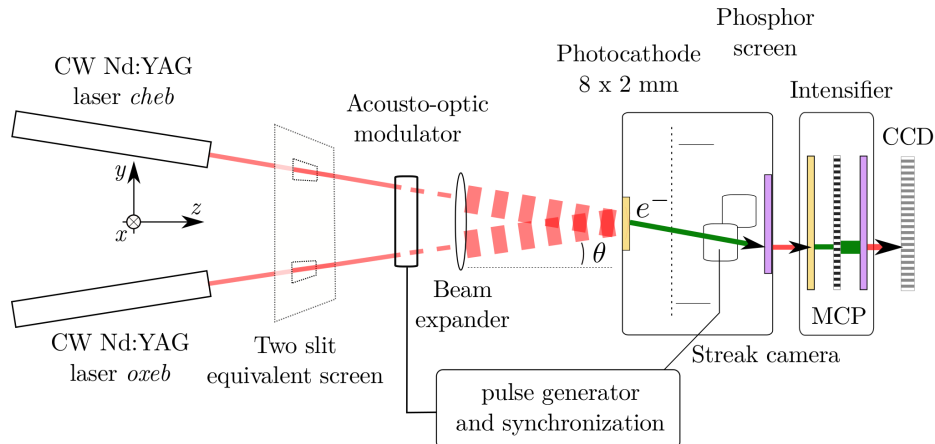 CW Nd:YAG
laser cheb
Acousto-optic
modulator
Photocathode
8 x 2 mm
Phosphor
screen
Intensifier
CCD
y
z
x
e−
θ
Beam
expander
MCP
CW Nd:YAG
laser oxeb
Two slit
equivalent screen
Streak camera
pulse generator
and synchronization